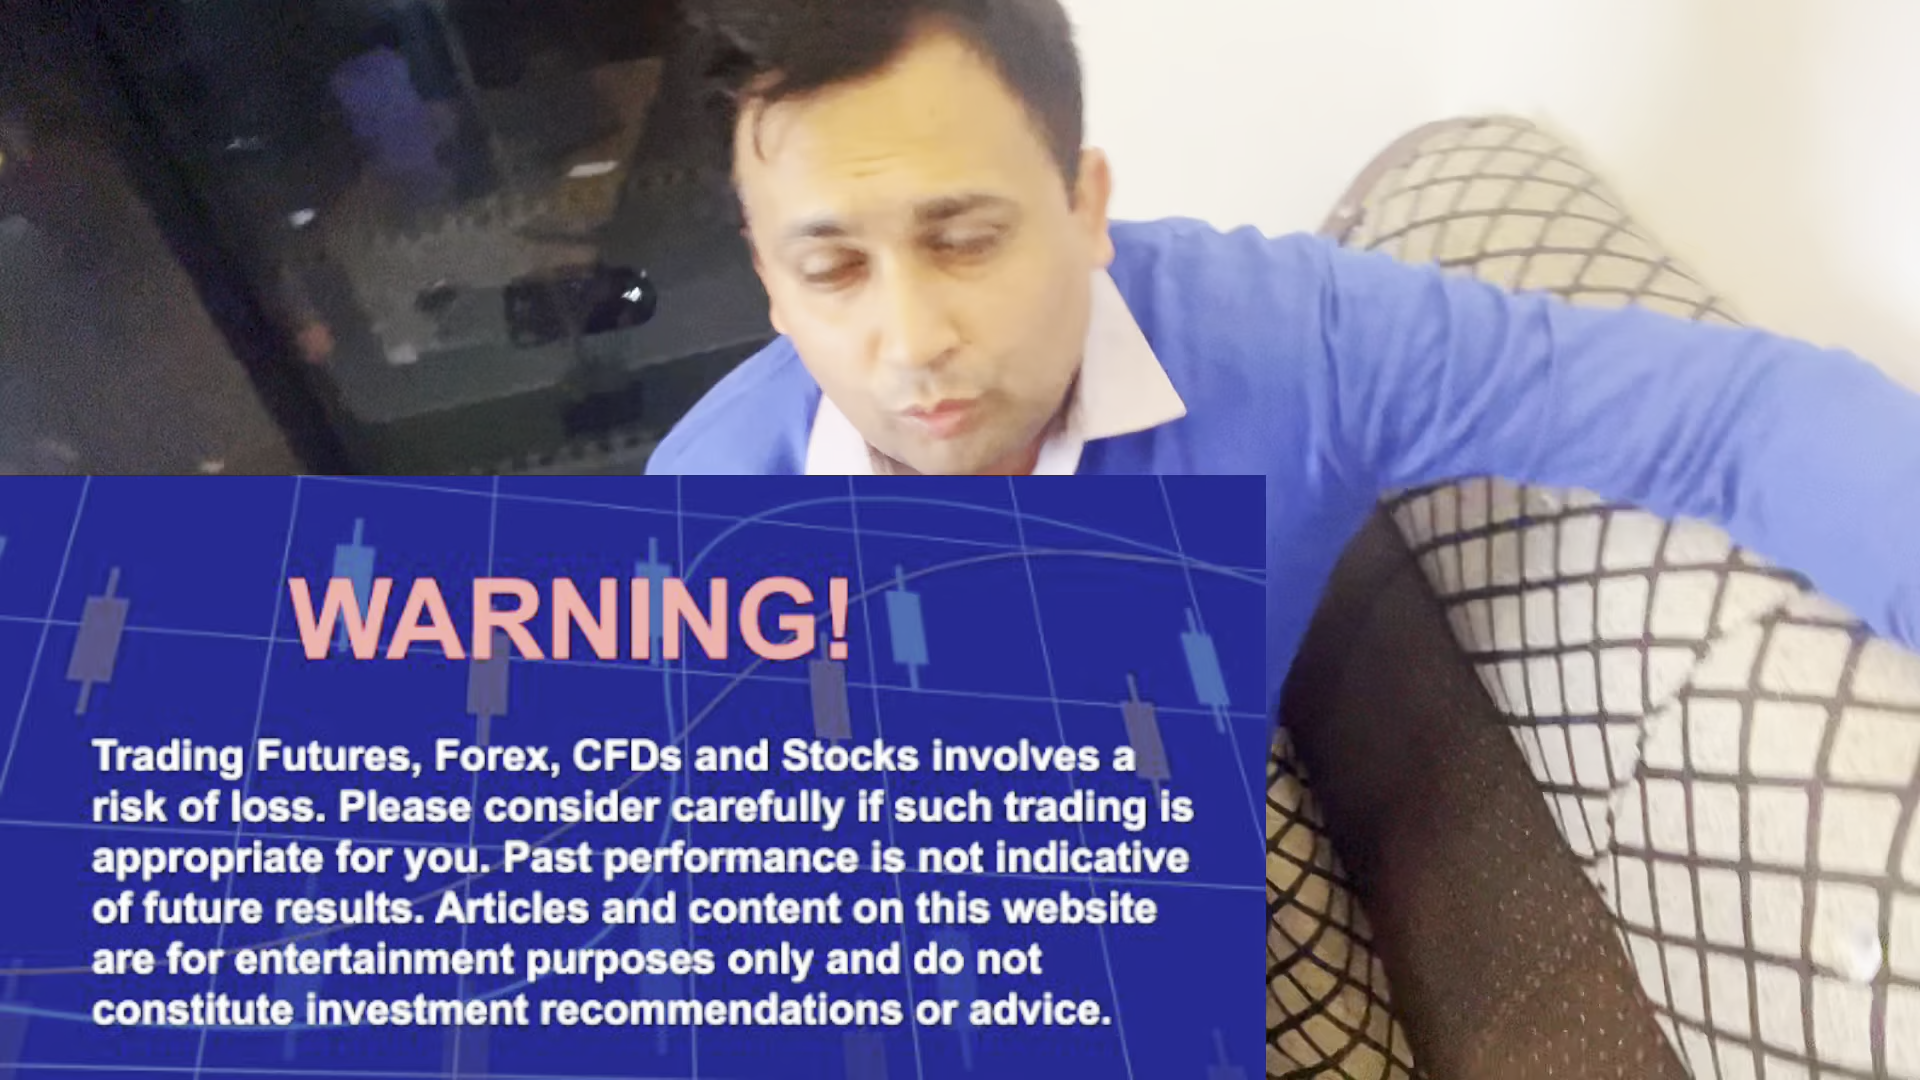 WARNING!
Trading Futures, Forex, CFDs and Stocks involves a
risk of loss. Please consider carefully if such trading is
appropriate for you. Past performance is not indicative
of future results. Articles and content on this website
are for entertainment purposes only and do not
constitute investment recommendations or advice.